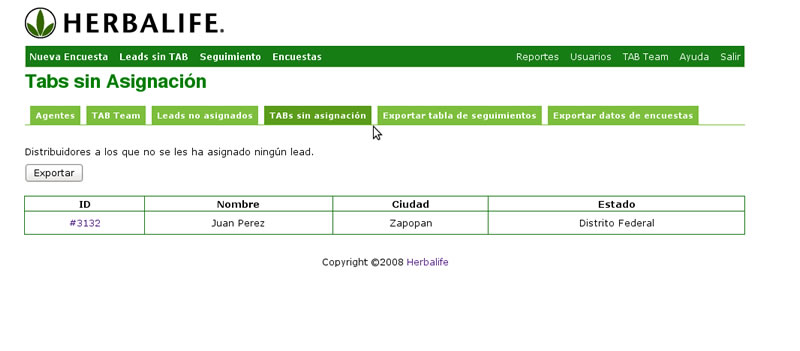 HERBALIFE.
Nueva Encuesta Leads sin TAB Seguimiento Encuestas Reportes Usuarios TAB Team Ayuda Salir
Tabs sin Asignación
Agentes TAB Team Leads no asignados TABs sin asignación Exportar tabla de seguimientos Exportar datos de encuestas
Distribuidores a los que no se les ha asignado ningún lead.
Exportar
ID Nombre Ciudad Estado
#3132 Juan Perez Zapopan Distrito Federal
Copyright ©2008 Herbalife